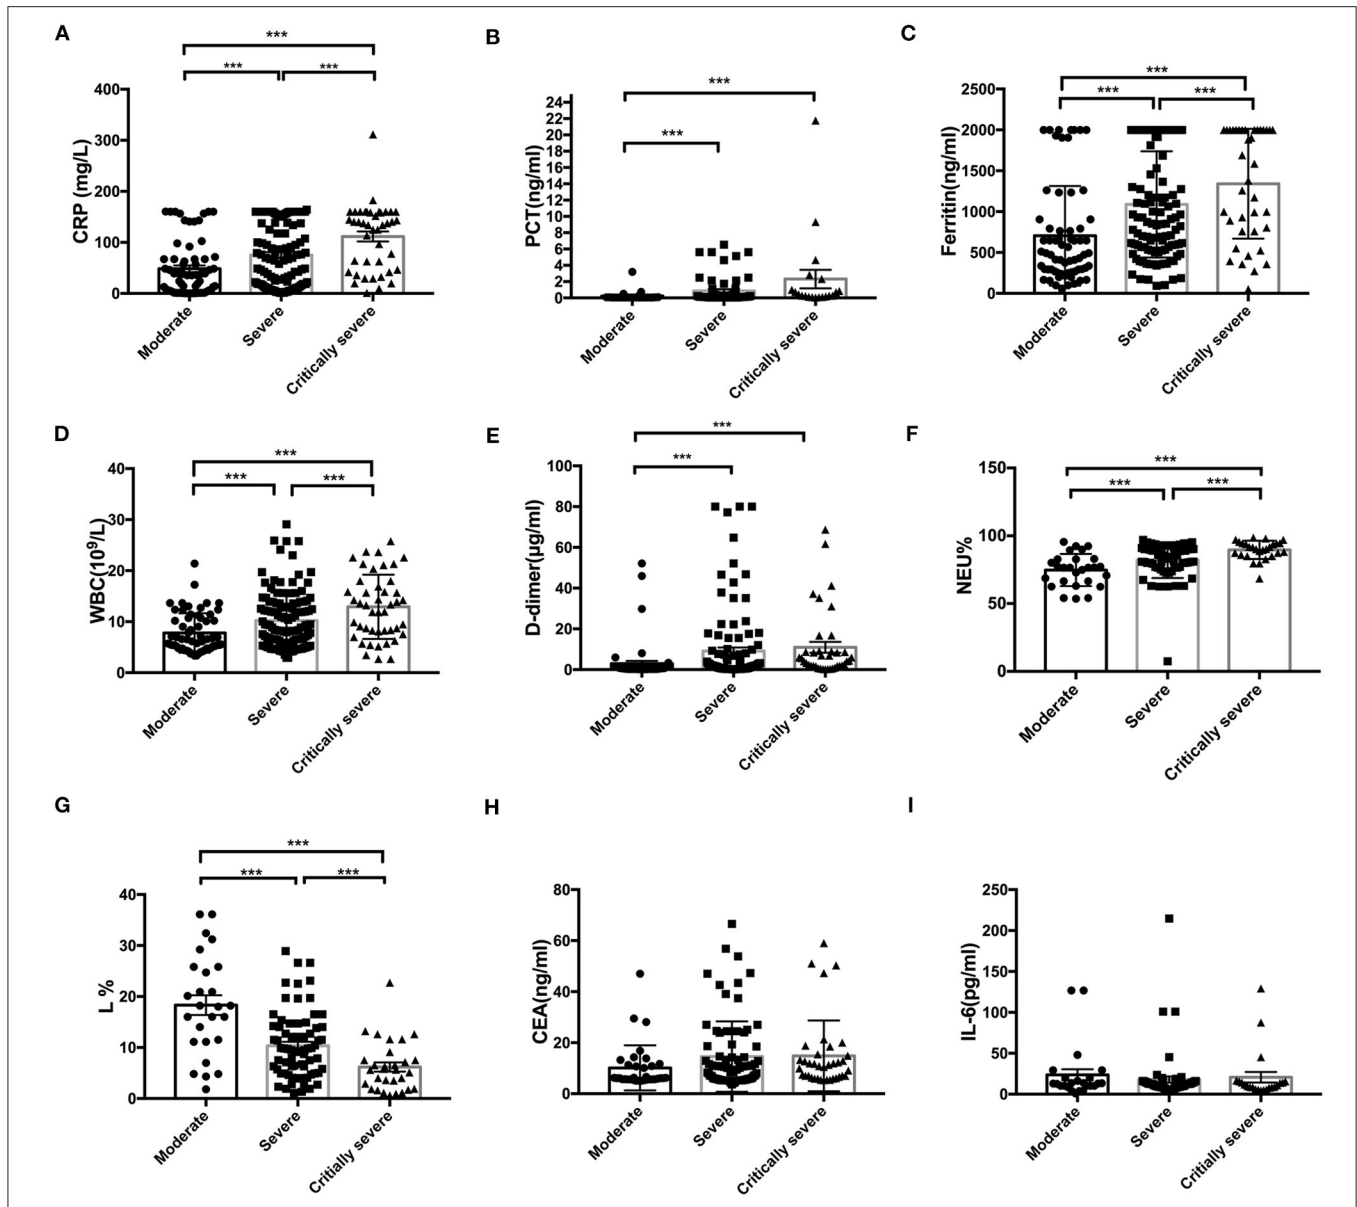 A
***
***
***
400
300
200
100
0
CRP (mg/L)
Moderate
Severe
Critically severe
B
***
***
24
22
20
18
16
14
12
10
8
6
4
2
0
PCT(ng/ml)
Moderate
Severe
Critically severe
C
***
***
***
2500
2000
1500
1000
500
0
Ferritin(ng/ml)
Moderate
Severe
Critically severe
D
***
***
***
40
30
20
10
0
WBC(10⁹/L)
Moderate
Severe
Critically severe
E
***
***
100
80
60
40
20
0
D-dimer(µg/ml)
Moderate
Severe
Critically severe
F
***
***
***
150
100
50
0
NEU%
Moderate
Severe
Critically severe
G
***
***
***
40
30
20
10
0
L %
Moderate
Severe
Critially severe
H
80
60
40
20
0
CEA(ng/ml)
Moderate
Severe
Critically severe
I
250
200
150
100
50
0
IL-6(pg/ml)
Moderate
Severe
Critially severe